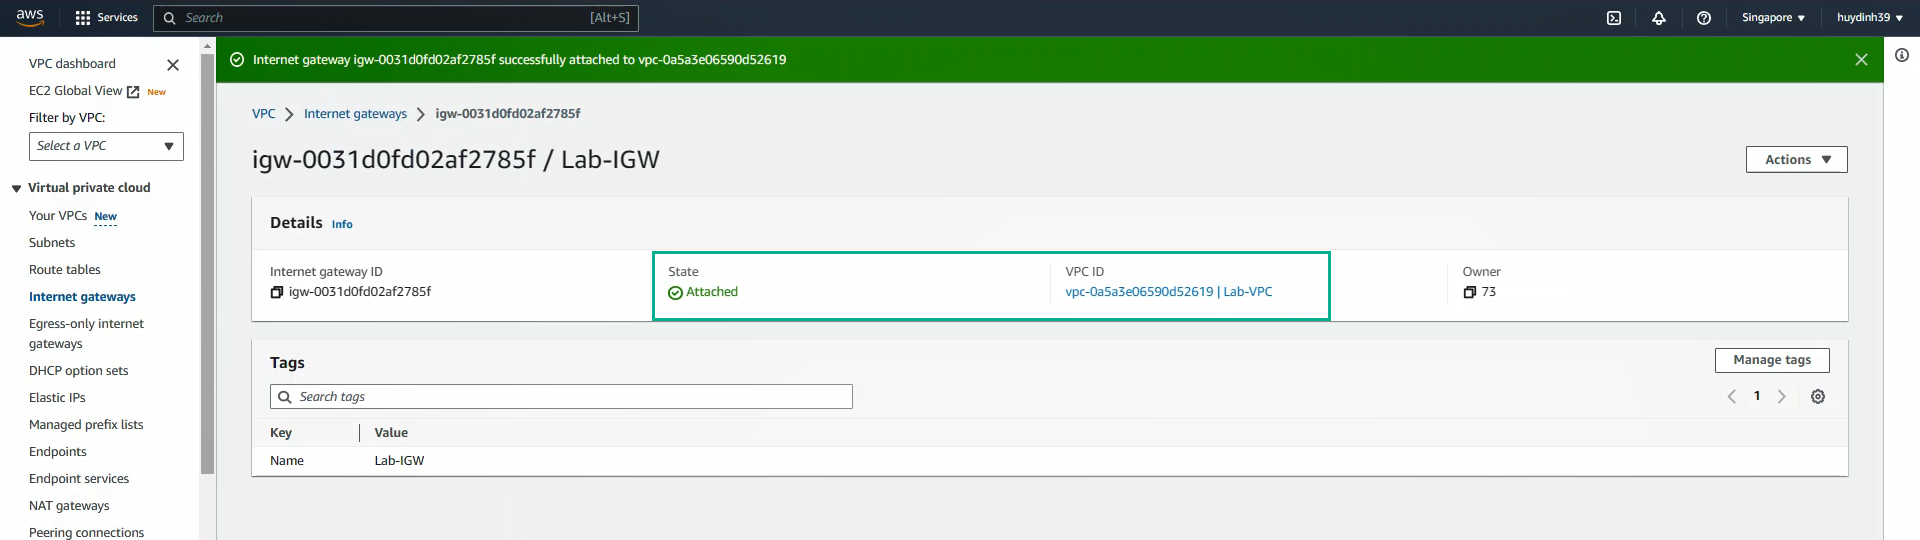 aws Services Search [Alt+S] Singapore huydinh39
VPC dashboard
EC2 Global View New
Filter by VPC:
Select a VPC
Virtual private cloud
Your VPCs New
Subnets
Route tables
Internet gateways
Egress-only internet
gateways
DHCP option sets
Elastic IPs
Managed prefix lists
Endpoints
Endpoint services
NAT gateways
Peering connections
Internet gateway igw-0031d0fd02af2785f successfully attached to vpc-0a5a3e06590d52619
VPC Internet gateways igw-0031d0fd02af2785f
igw-0031d0fd02af2785f / Lab-IGW
Actions
Details Info
Internet gateway ID
igw-0031d0fd02af2785f
State
Attached
VPC ID
vpc-0a5a3e06590d52619 | Lab-VPC
Owner
73
Tags
Manage tags
Search tags
1
Key Value
Name Lab-IGW